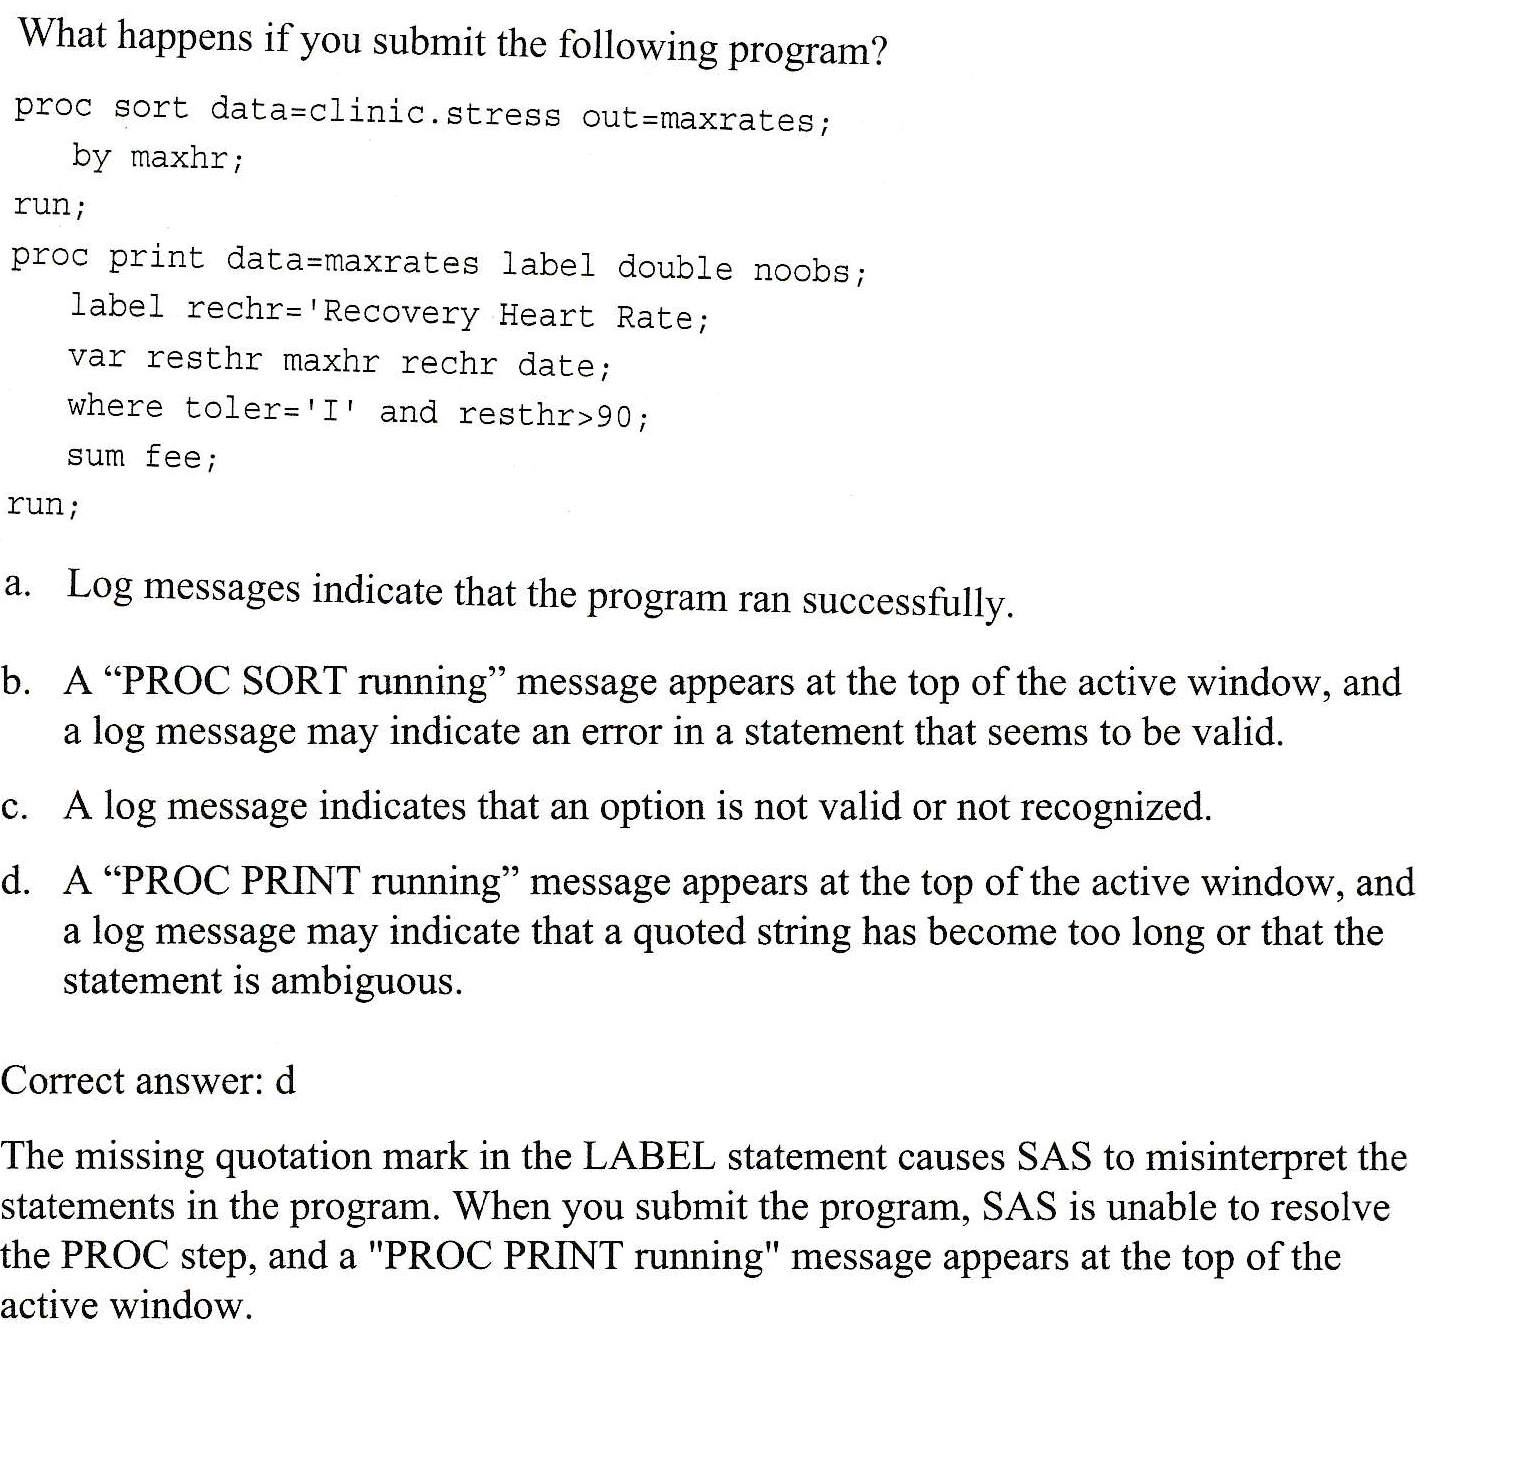 What happens if you submit the following program?
proc sort data=clinic.stress out=maxrates;
   by maxhr;
run;
proc print data=maxrates label double noobs;
   label rechr='Recovery Heart Rate;
   var resthr maxhr rechr date;
   where toler='I' and resthr>90;
   sum fee;
run;
a. Log messages indicate that the program ran successfully.
b. A “PROC SORT running” message appears at the top of the active window, and
a log message may indicate an error in a statement that seems to be valid.
c. A log message indicates that an option is not valid or not recognized.
d. A “PROC PRINT running” message appears at the top of the active window, and
a log message may indicate that a quoted string has become too long or that the
statement is ambiguous.
Correct answer: d
The missing quotation mark in the LABEL statement causes SAS to misinterpret the
statements in the program. When you submit the program, SAS is unable to resolve
the PROC step, and a "PROC PRINT running" message appears at the top of the
active window.